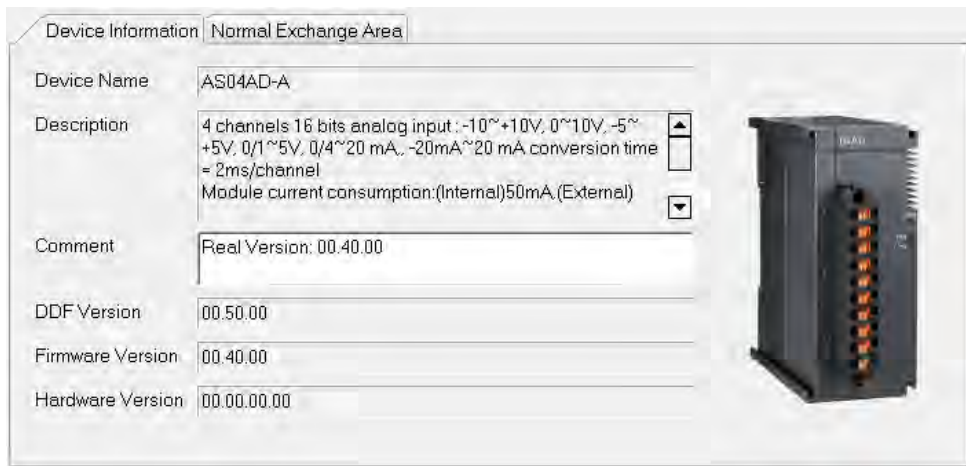 Device Information Normal Exchange Area
Device Name AS04AD-A
Description 4 channels 16 bits analog input : -10~+10V, 0~10V, -5~
+5V, 0/1~5V, 0/4~20 mA,, -20mA~20 mA conversion time
= 2ms/channel
Module current consumption:(Internal)50mA,(External)
Comment Real Version: 00.40.00
DDF Version 00.50.00
Firmware Version 00.40.00
Hardware Version 00.00.00.00